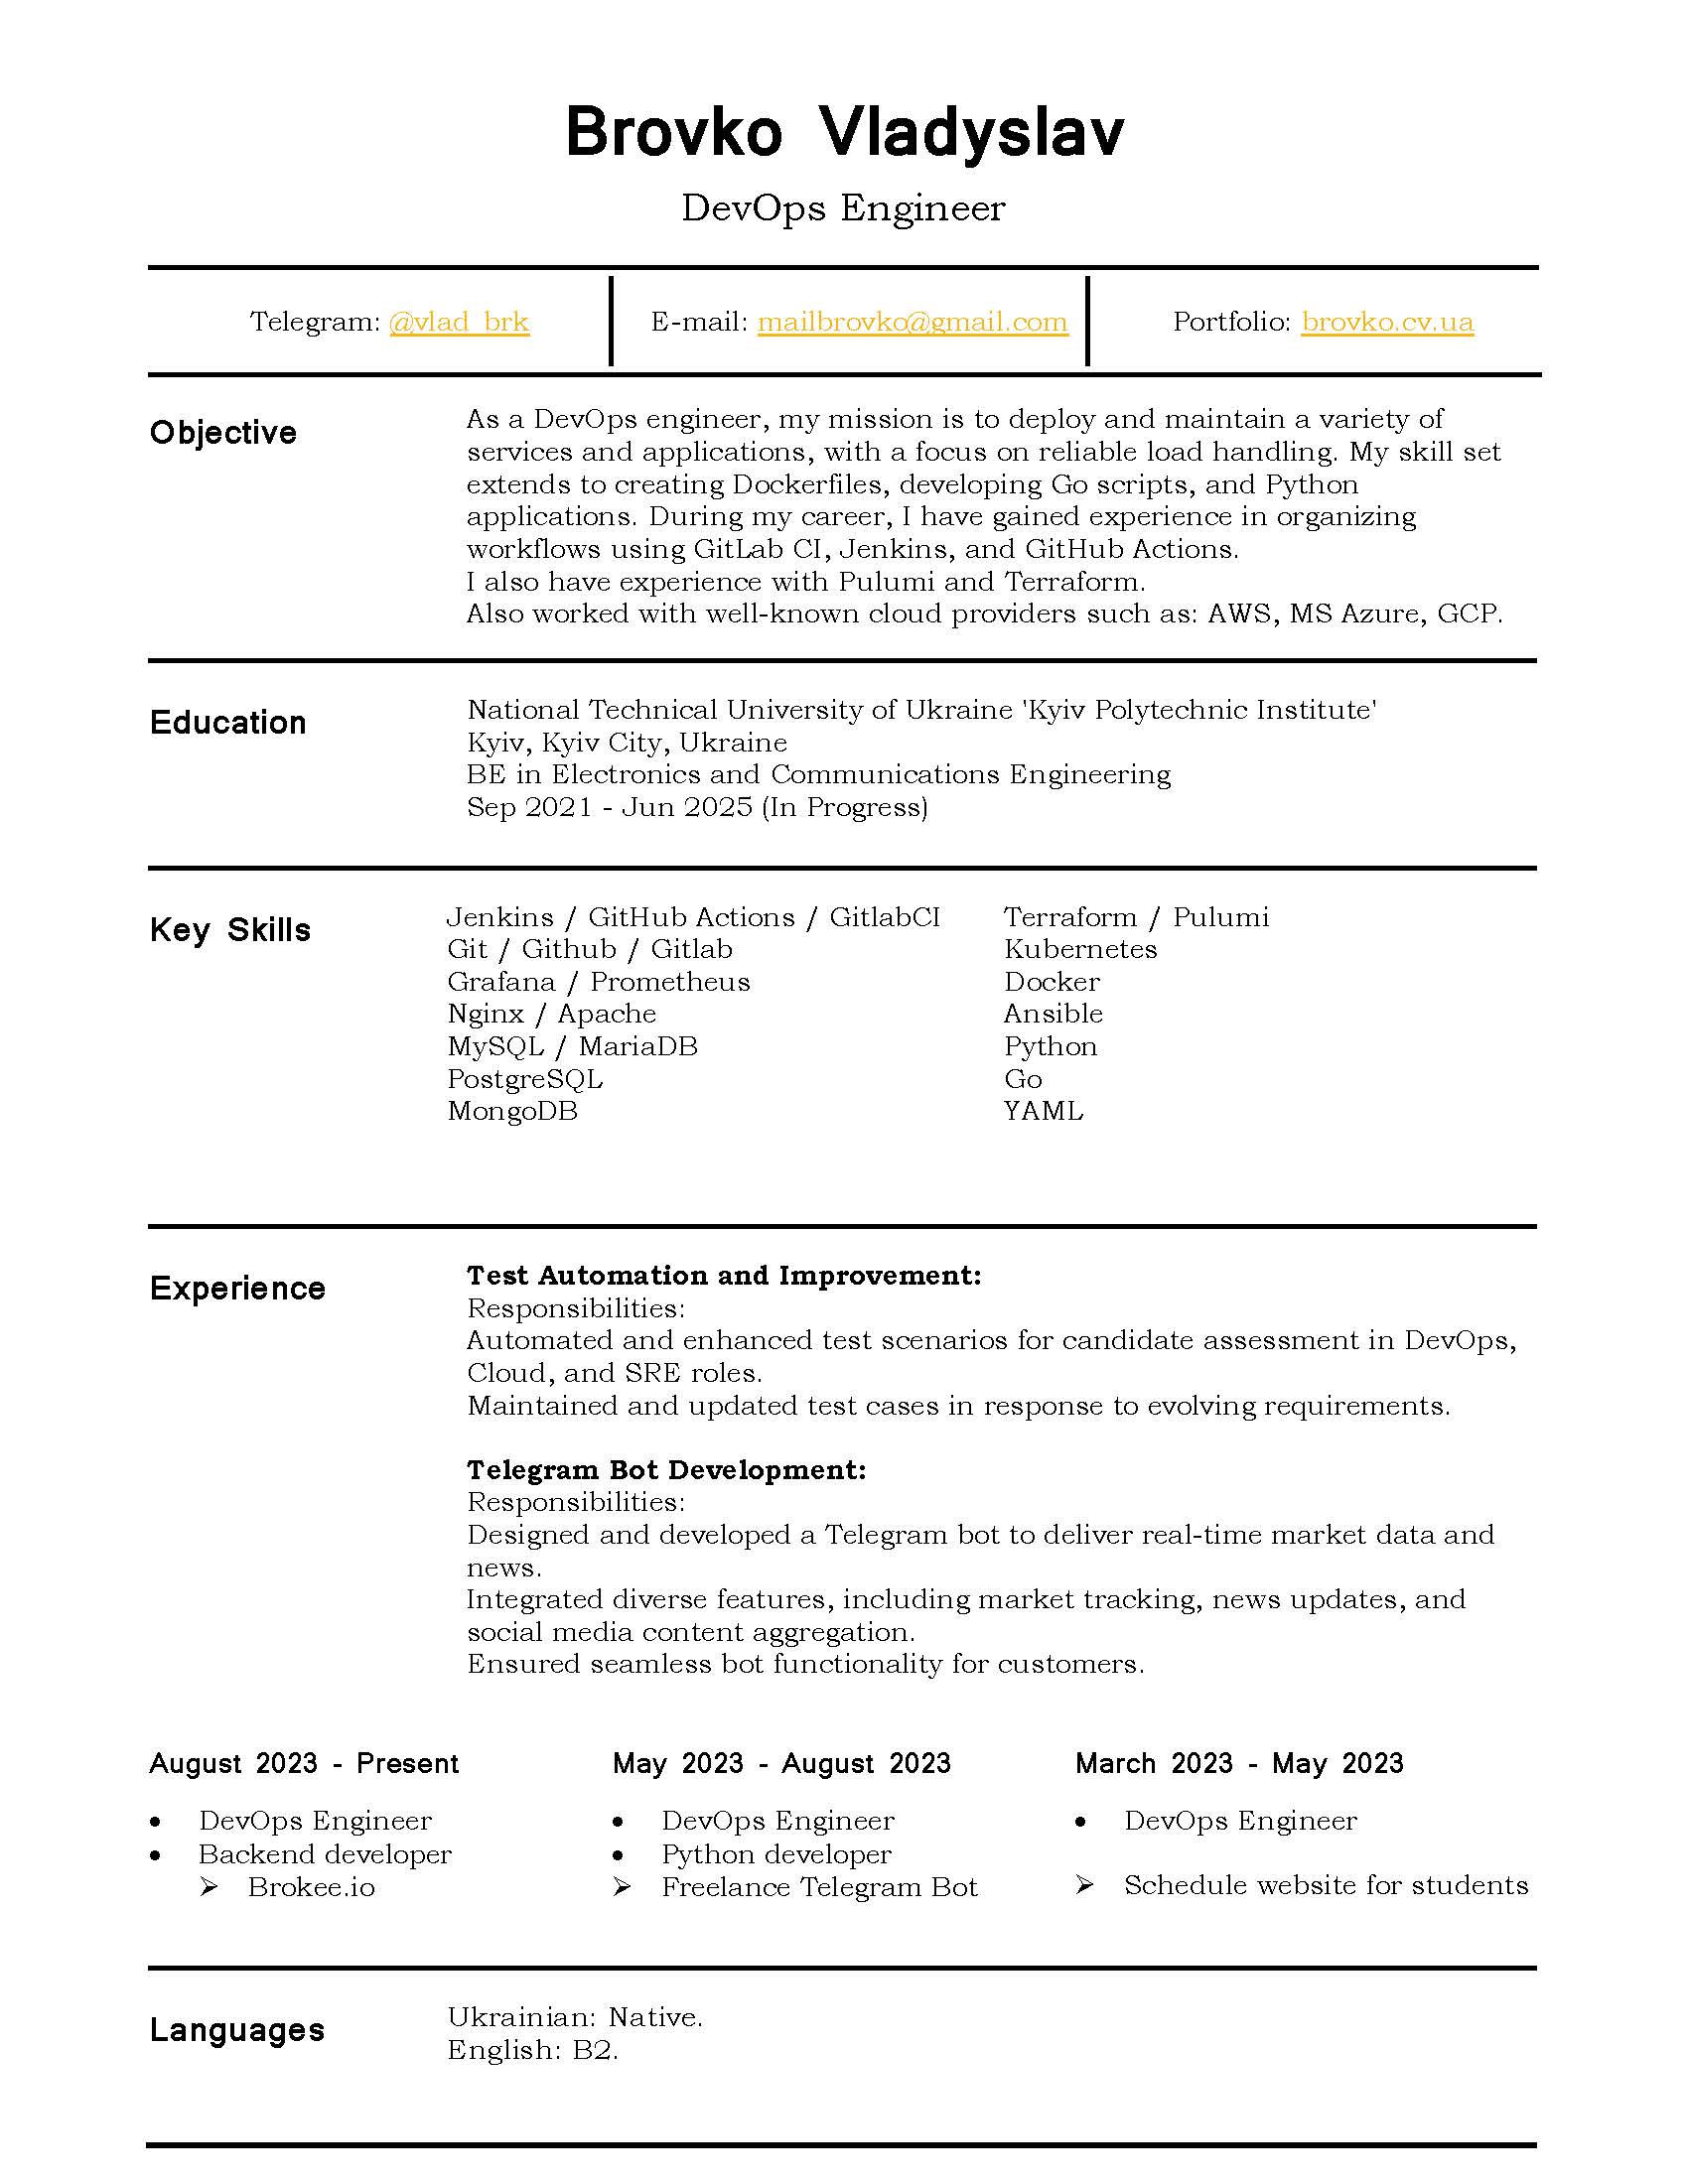 Brovko Vladyslav
DevOps Engineer
Telegram: @vlad_brk
E-mail: mailbrovko@gmail.com
Portfolio: brovko.cv.ua
Objective
As a DevOps engineer, my mission is to deploy and maintain a variety of
services and applications, with a focus on reliable load handling. My skill set
extends to creating Dockerfiles, developing Go scripts, and Python
applications. During my career, I have gained experience in organizing
workflows using GitLab CI, Jenkins, and GitHub Actions.
I also have experience with Pulumi and Terraform.
Also worked with well-known cloud providers such as: AWS, MS Azure, GCP.
Education
National Technical University of Ukraine 'Kyiv Polytechnic Institute'
Kyiv, Kyiv City, Ukraine
BE in Electronics and Communications Engineering
Sep 2021 - Jun 2025 (In Progress)
Key Skills
Jenkins / GitHub Actions / GitlabCI
Git / Github / Gitlab
Grafana / Prometheus
Nginx / Apache
MySQL / MariaDB
PostgreSQL
MongoDB
Terraform / Pulumi
Kubernetes
Docker
Ansible
Python
Go
YAML
Experience
Test Automation and Improvement:
Responsibilities:
Automated and enhanced test scenarios for candidate assessment in DevOps,
Cloud, and SRE roles.
Maintained and updated test cases in response to evolving requirements.
Telegram Bot Development:
Responsibilities:
Designed and developed a Telegram bot to deliver real-time market data and
news.
Integrated diverse features, including market tracking, news updates, and
social media content aggregation.
Ensured seamless bot functionality for customers.
August 2023 - Present
• DevOps Engineer
• Backend developer
➢ Brokee.io
May 2023 - August 2023
• DevOps Engineer
• Python developer
➢ Freelance Telegram Bot
March 2023 - May 2023
• DevOps Engineer
➢ Schedule website for students
Languages
Ukrainian: Native.
English: B2.